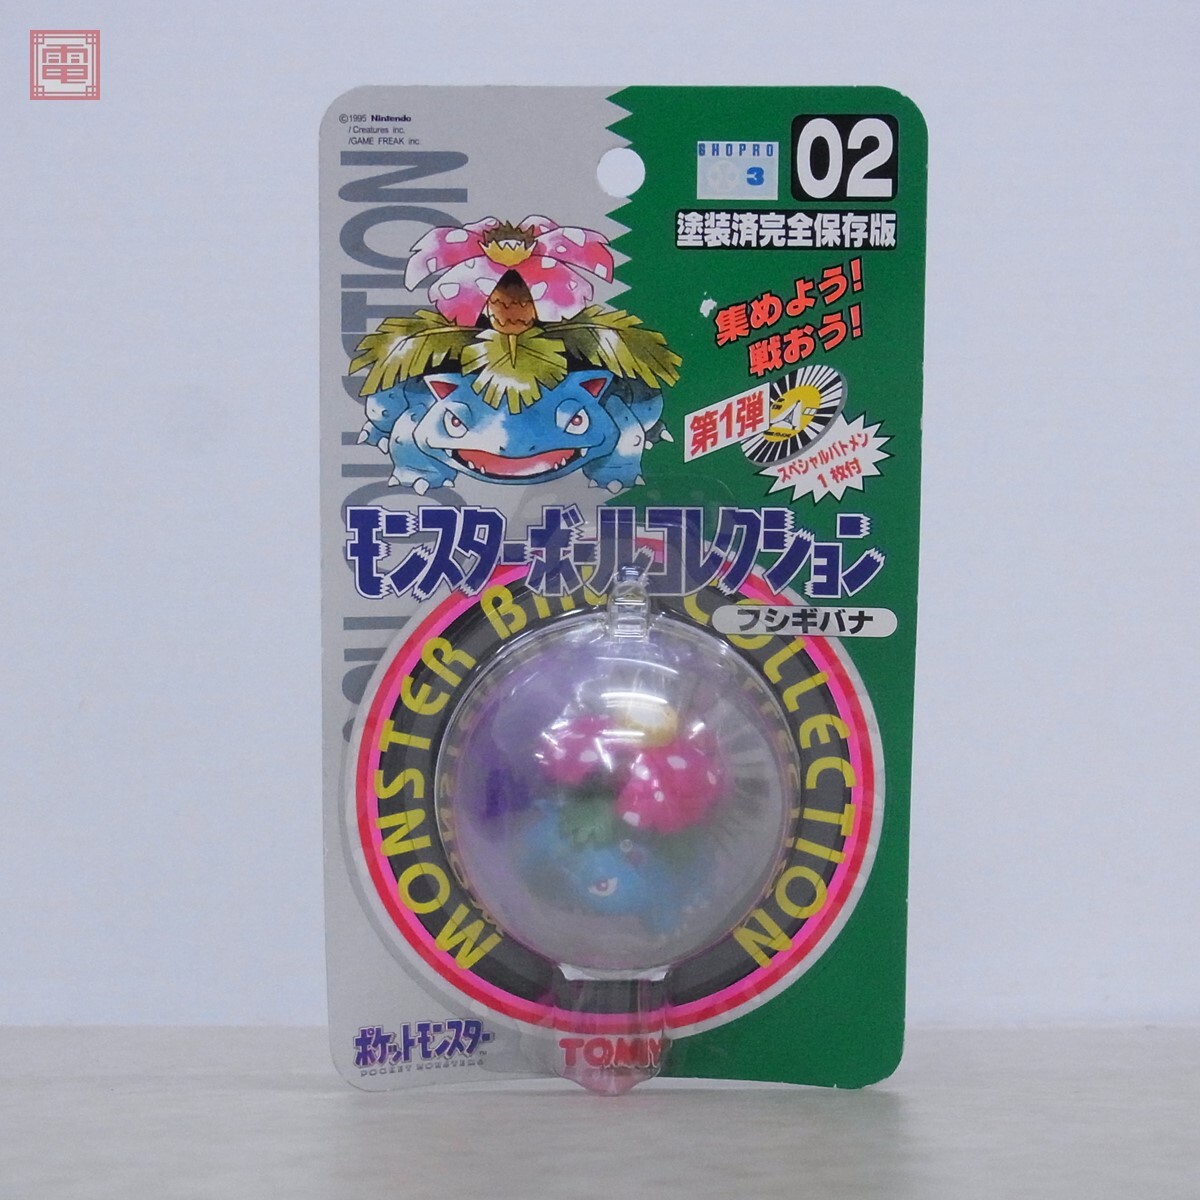 電
©1995 Nintendo
/Creatures inc.
/GAME FREAK inc.
SHOPRO
3
02
塗装済完全保存版
集めよう!
戦おう!
第1弾
スペシャルバトメン
1枚付
モンスターボールコレクション
フシギバナ
MONSTER BALL COLLECTION
ポケットモンスター
POCKET MONSTERS
TOMY